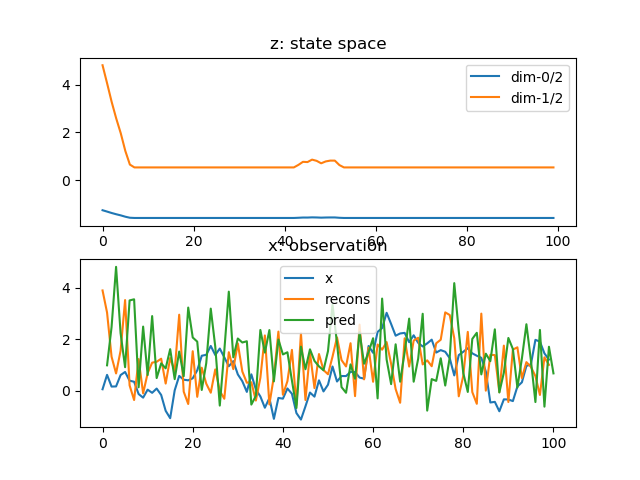 z: state space
4
2
0
dim-0/2
dim-1/2
0 20 40 60 80 100
x: observation
4
2
0
x
recons
pred
0 20 40 60 80 100